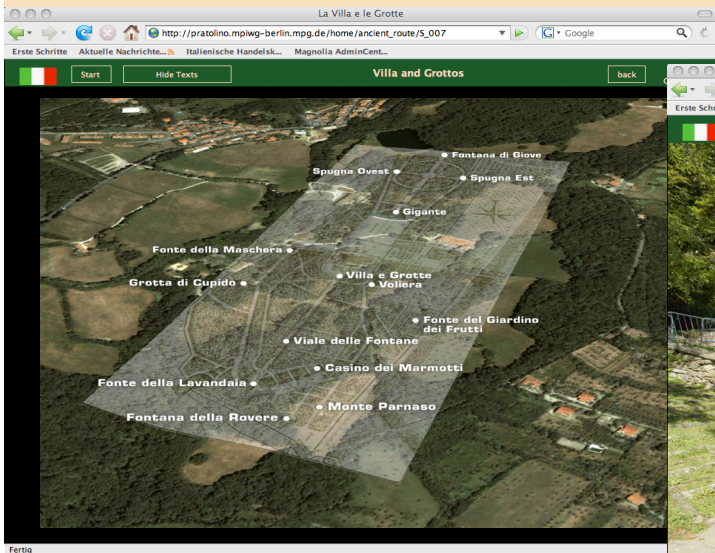 La Villa e le Grotte
http://pratolino.mpiwg-berlin.mpg.de/home/ancient_route/S_007
Google
Erste Schritte Aktuelle Nachrichte... Italienische Handelsk... Magnolia AdminCent...
Start Hide Texts Villa and Grottos back
Erste Schr
Fontana di Giove
Spugna Ovest
Spugna Est
Gigante
Fonte della Maschera
Villa e Grotte
Grotta di Cupido
Voliera
Fonte del Giardino
dei Frutti
Viale delle Fontane
Casino dei Marmotti
Fonte della Lavandaia
Monte Parnaso
Fontana della Rovere
Fertig